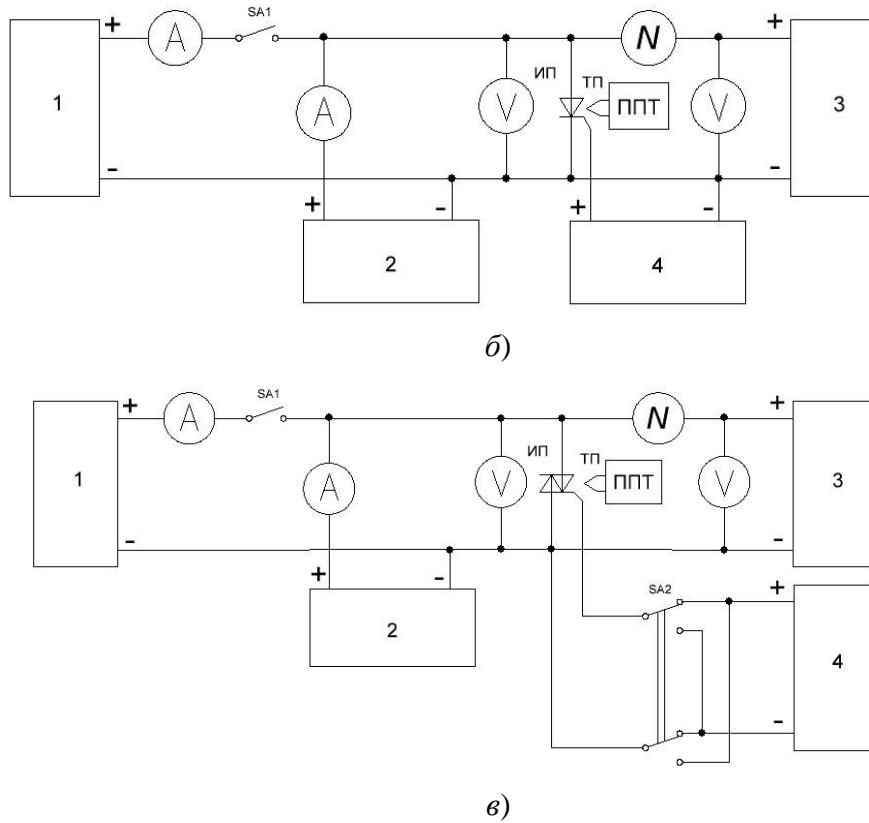 + A SA1 N + 
1 A V ИП ТП ППТ V 3
- -
+ - + -
2 4
б)
+ A SA1 N +
1 A V ИП ТП ППТ V 3
- -
+ - SA2 +
2 4
-
в)